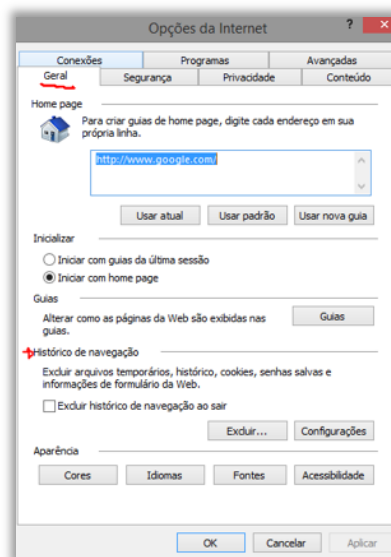 Opções da Internet ?
Conexões Programas Avançadas
Geral Segurança Privacidade Conteúdo
Home page
Para criar guias de home page, digite cada endereço em sua
própria linha.
http://www.google.com/
Usar atual Usar padrão Usar nova guia
Inicializar
Iniciar com guias da última sessão
Iniciar com home page
Guias
Alterar como as páginas da Web são exibidas nas
guias.
Guias
Histórico de navegação
Excluir arquivos temporários, histórico, cookies, senhas salvas e
informações de formulário da Web.
Excluir histórico de navegação ao sair
Excluir... Configurações
Aparência
Cores Idiomas Fontes Acessibilidade
OK Cancelar Aplicar